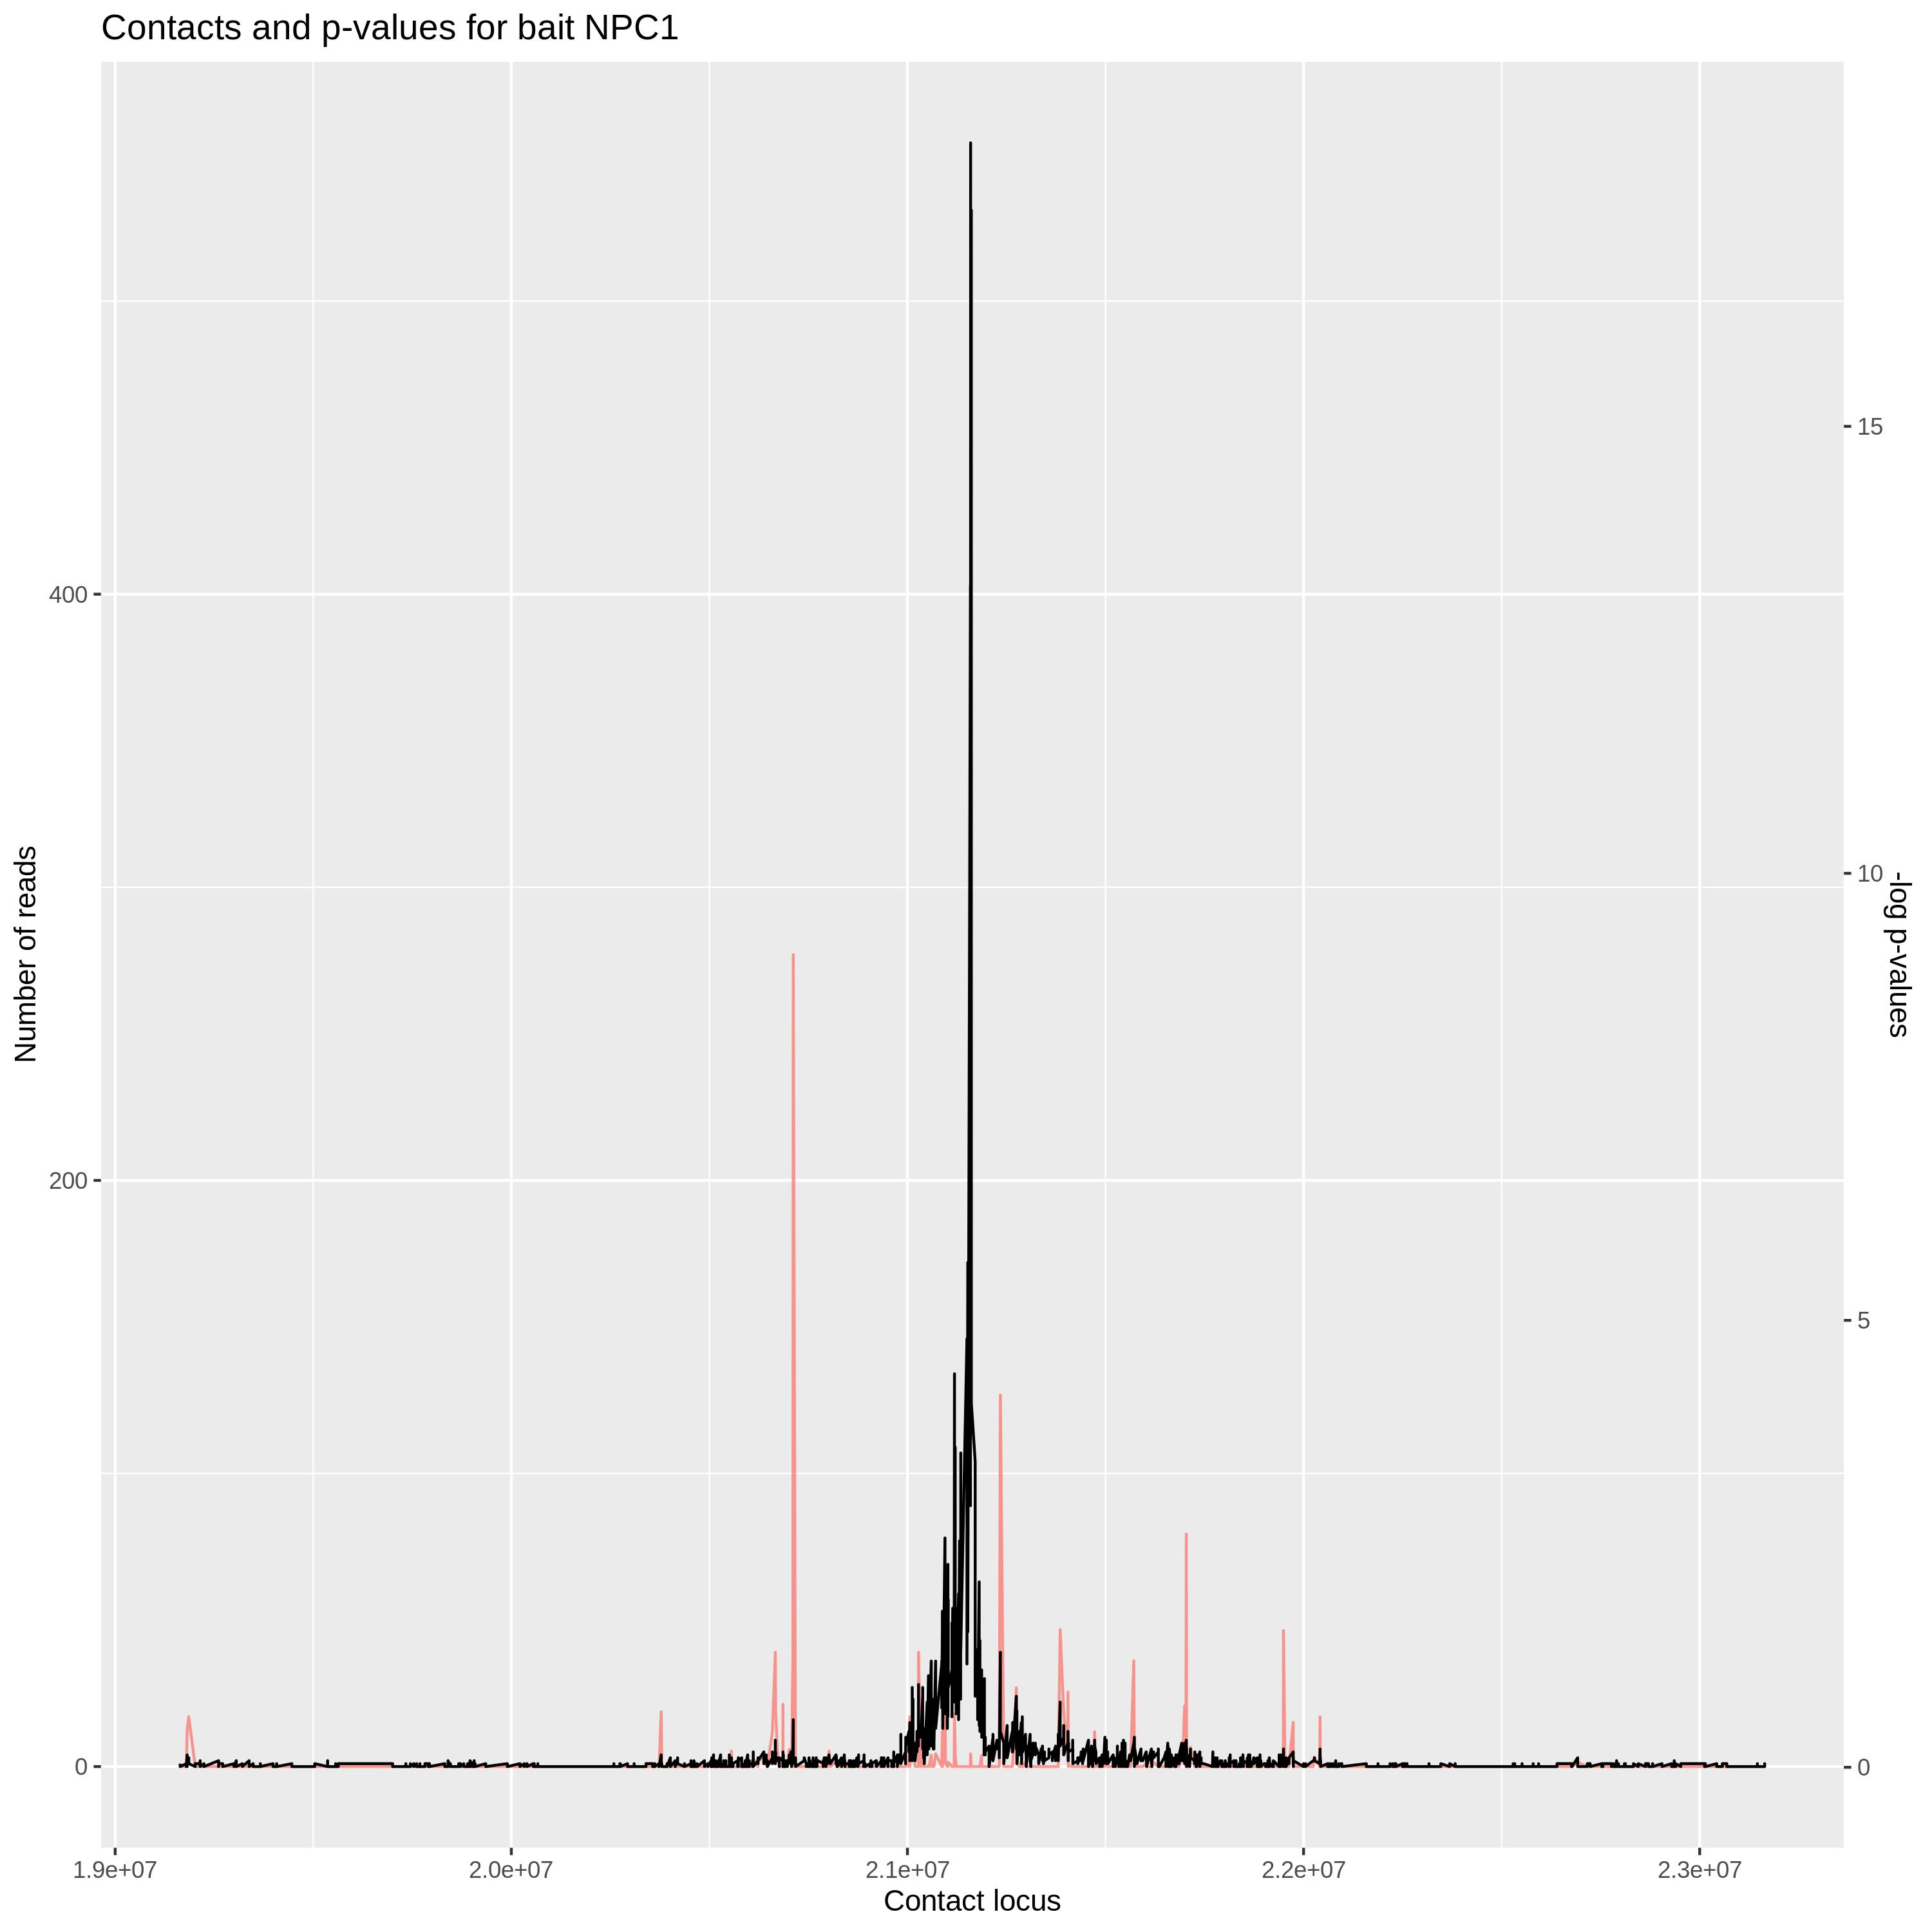 Contacts and p-values for bait NPC1
Number of reads
400
200
0
15
10
5
0
-log p-values
1.9e+07
2.0e+07
2.1e+07
2.2e+07
2.3e+07
Contact locus